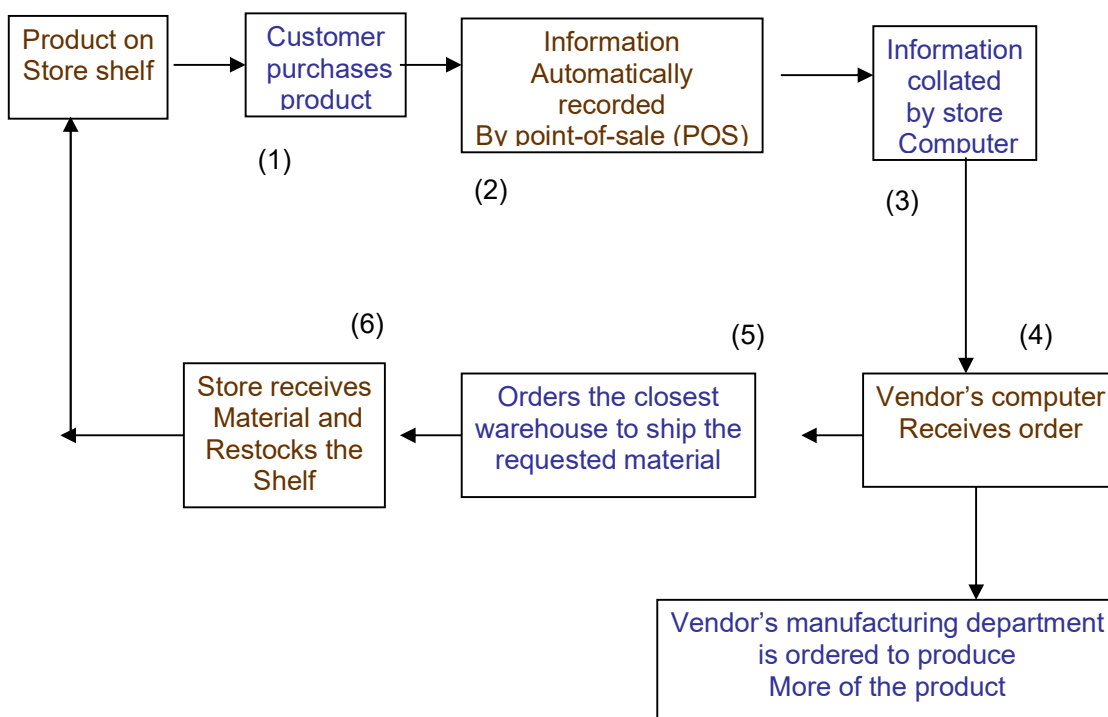 Product on
Store shelf
Customer
purchases
product
(1)
Information
Automatically
recorded
By point-of-sale (POS)
(2)
Information
collated
by store
Computer
(3)
(4)
Vendor’s computer
Receives order
(5)
Orders the closest
warehouse to ship the
requested material
(6)
Store receives
Material and
Restocks the
Shelf
Vendor’s manufacturing department
is ordered to produce
More of the product